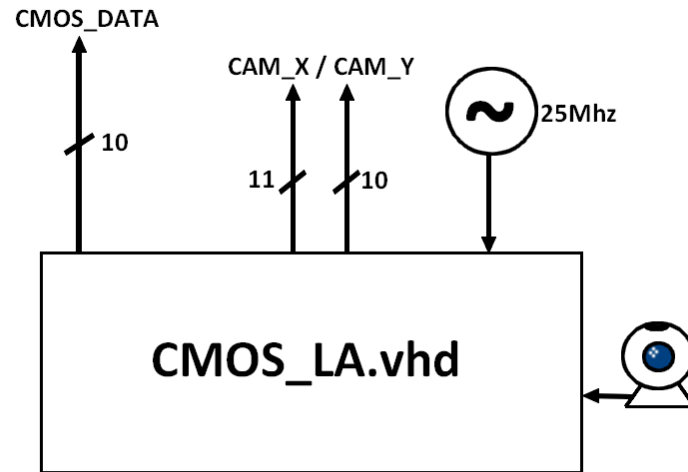 CMOS_DATA
CAM_X / CAM_Y
25Mhz
10
11
10
CMOS_LA.vhd